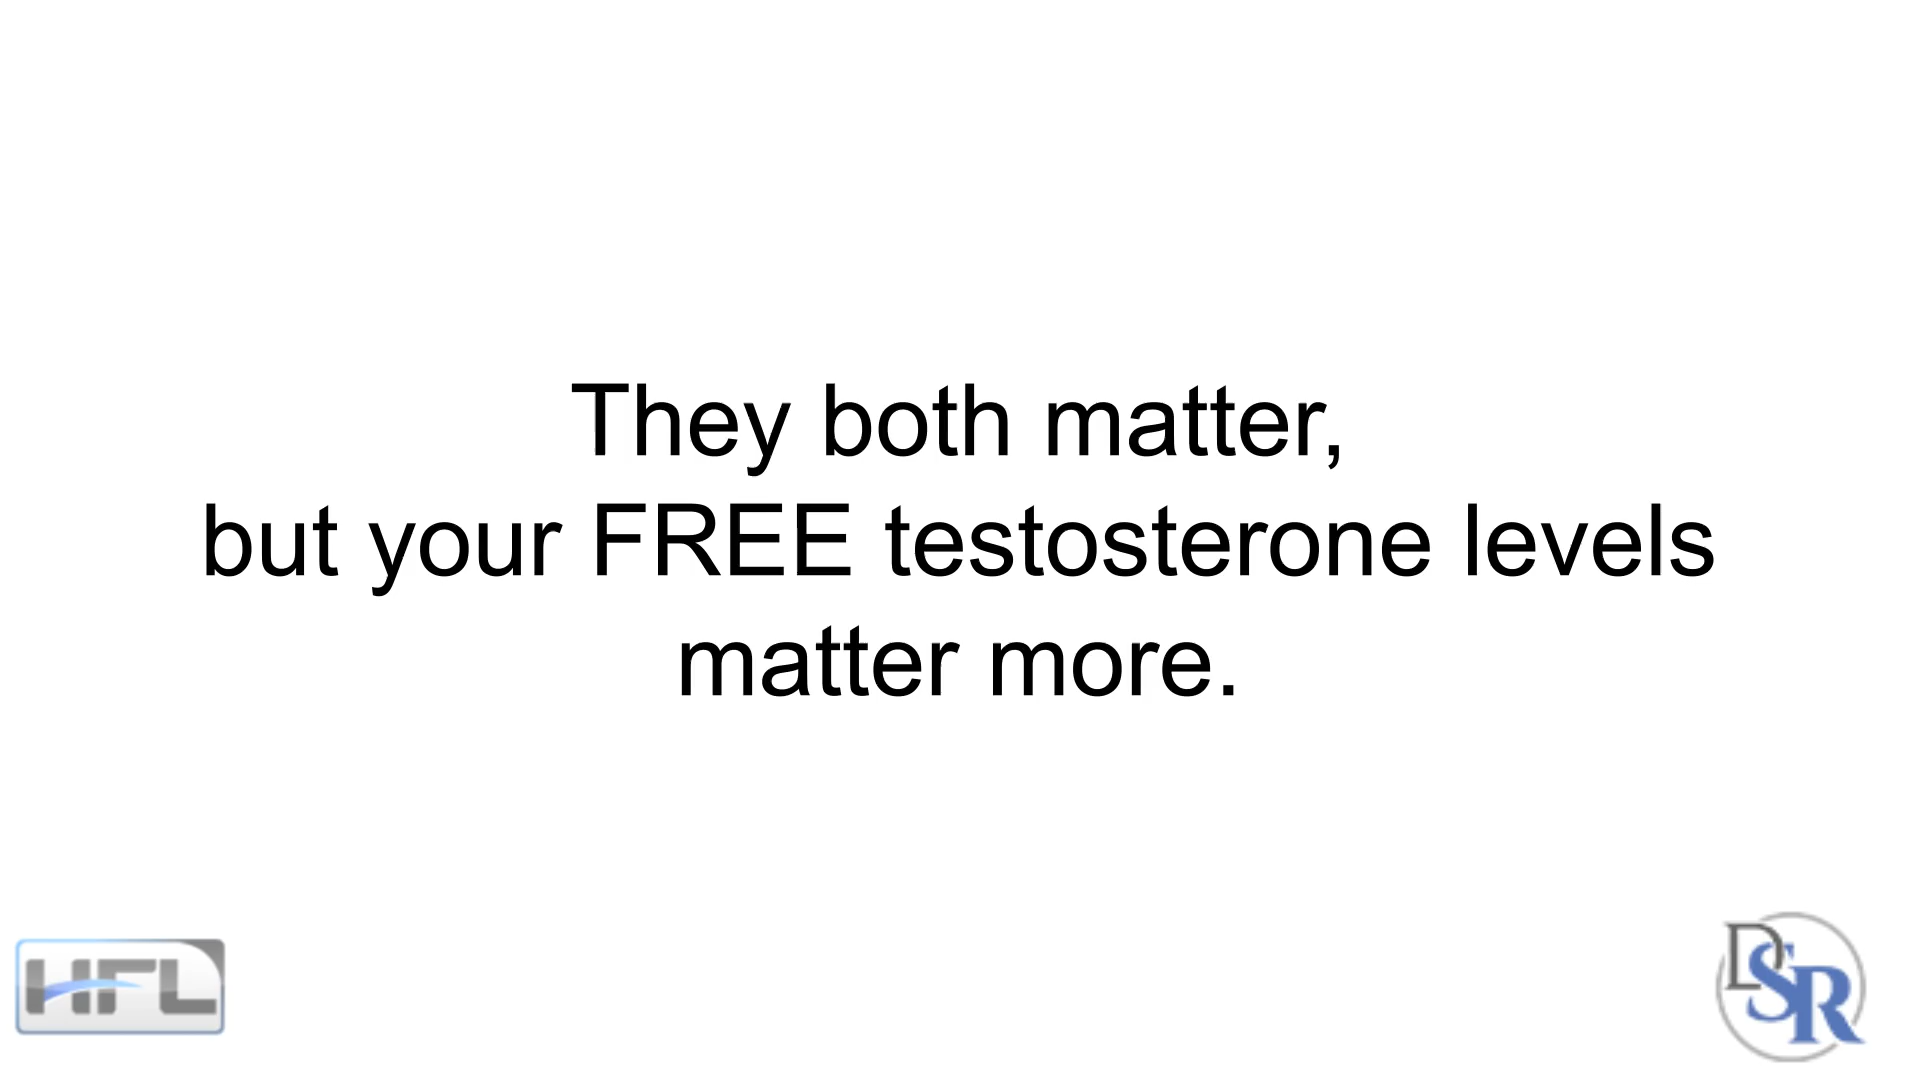 They both matter,
but your FREE testosterone levels
matter more.
HFL
DSR